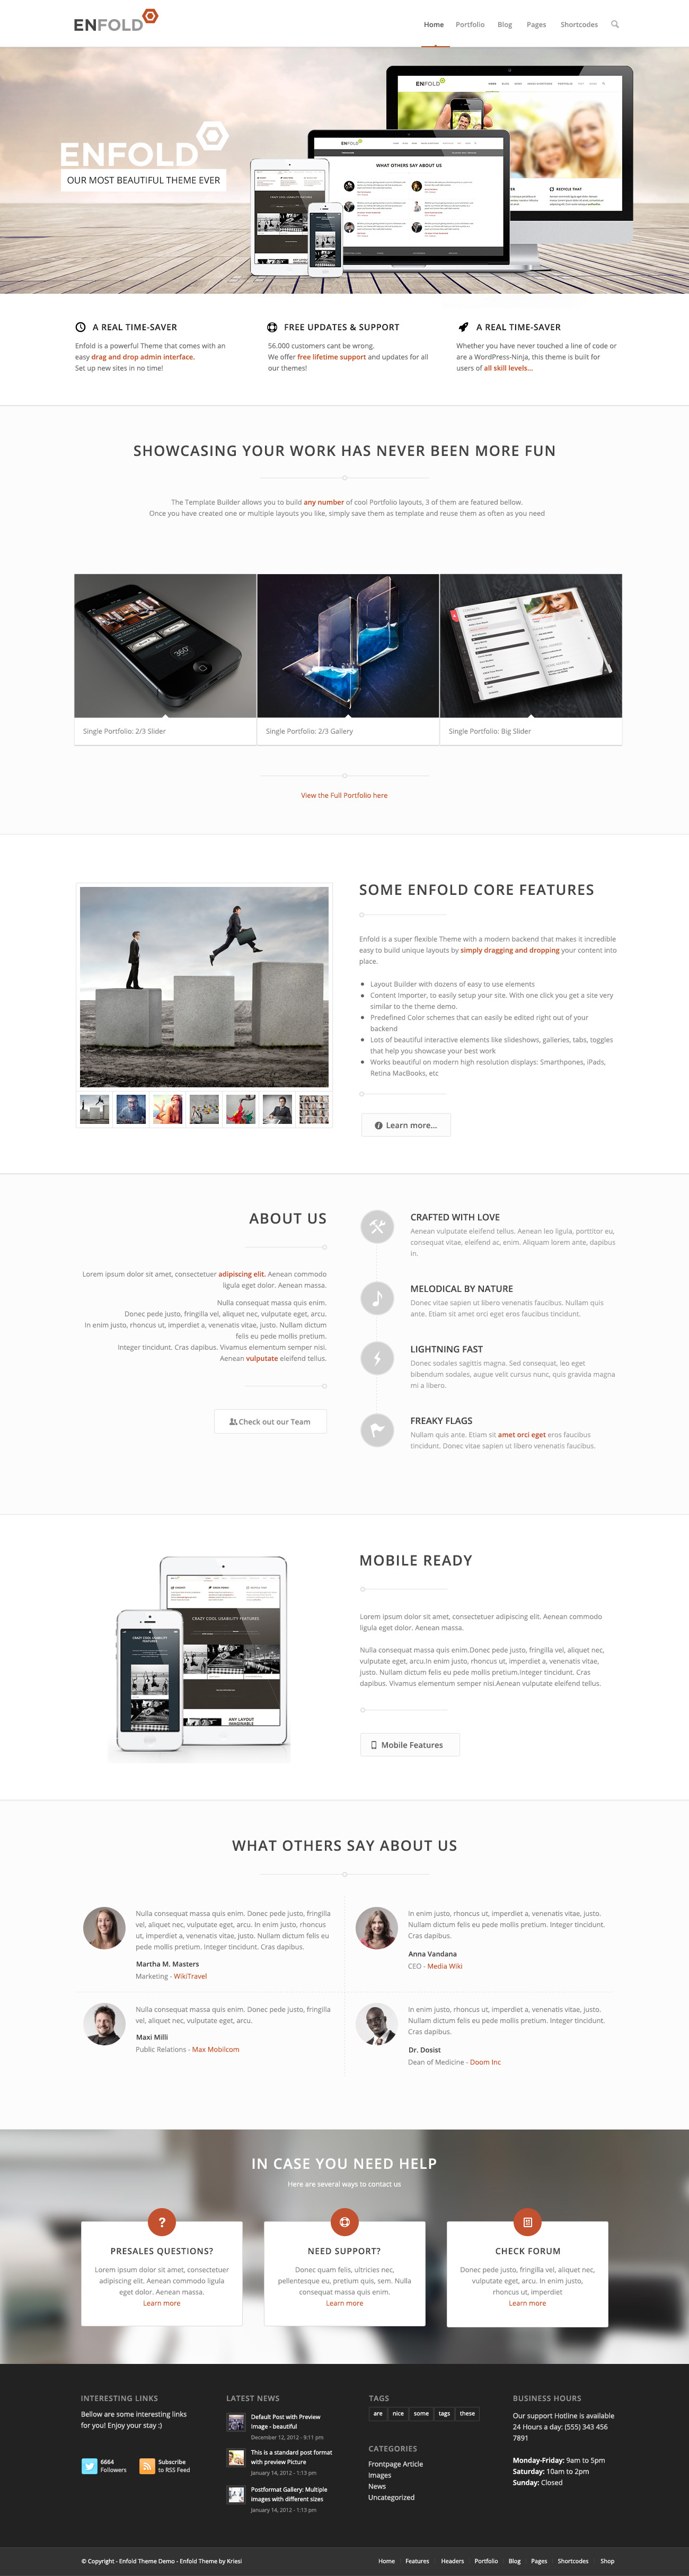 ENFOLD
Home Portfolio Blog Pages Shortcodes
ENFOLD
OUR MOST BEAUTIFUL THEME EVER
ENFOLD
ENFOLD
WHAT OTHERS SAY ABOUT US
A REAL TIME-SAVER
Enfold is a powerful Theme that comes with an
easy drag and drop admin interface.
Set up new sites in no time!
FREE UPDATES & SUPPORT
56.000 customers cant be wrong.
We offer free lifetime support and updates for all
our themes!
A REAL TIME-SAVER
Whether you have never touched a line of code or
are a WordPress-Ninja, this theme is built for
users of all skill levels...
SHOWCASING YOUR WORK HAS NEVER BEEN MORE FUN
The Template Builder allows you to build any number of cool Portfolio layouts, 3 of them are featured bellow.
Once you have created one or multiple layouts you like, simply save them as template and reuse them as often as you need
360°
Single Portfolio: 2/3 Slider
Single Portfolio: 2/3 Gallery
Single Portfolio: Big Slider
View the Full Portfolio here
SOME ENFOLD CORE FEATURES
Enfold is a super flexible Theme with a modern backend that makes it incredible
easy to build unique layouts by simply dragging and dropping your content into
place.
Layout Builder with dozens of easy to use elements
Content Importer, to easily setup your site. With one click you get a site very
similar to the theme demo.
Predefined Color schemes that can easily be edited right out of your
backend
Lots of beautiful interactive elements like slideshows, galleries, tabs, toggles
that help you showcase your best work
Works beautiful on modern high resolution displays: Smarthpones, iPads,
Retina MacBooks, etc
Learn more...
ABOUT US
Lorem ipsum dolor sit amet, consectetuer adipiscing elit. Aenean commodo
ligula eget dolor. Aenean massa.
Nulla consequat massa quis enim.
Donec pede justo, fringilla vel, aliquet nec, vulputate eget, arcu.
In enim justo, rhoncus ut, imperdiet a, venenatis vitae, justo. Nullam dictum
felis eu pede mollis pretium.
Integer tincidunt. Cras dapibus. Vivamus elementum semper nisi.
Aenean vulputate eleifend tellus.
Check out our Team
CRAFTED WITH LOVE
Aenean vulputate eleifend tellus. Aenean leo ligula, porttitor eu,
consequat vitae, eleifend ac, enim. Aliquam lorem ante, dapibus
in.
MELODICAL BY NATURE
Donec vitae sapien ut libero venenatis faucibus. Nullam quis
ante. Etiam sit amet orci eget eros faucibus tincidunt.
LIGHTNING FAST
Donec sodales sagittis magna. Sed consequat, leo eget
bibendum sodales, augue velit cursus nunc, quis gravida magna
mi a libero.
FREAKY FLAGS
Nullam quis ante. Etiam sit amet orci eget eros faucibus
tincidunt. Donec vitae sapien ut libero venenatis faucibus.
CRAZY COOL USABILITY FEATURES
CRAZY COOL USABILITY
FEATURES
ANY LAYOUT
IMAGINABLE
MOBILE READY
Lorem ipsum dolor sit amet, consectetuer adipiscing elit. Aenean commodo
ligula eget dolor. Aenean massa.
Nulla consequat massa quis enim.Donec pede justo, fringilla vel, aliquet nec,
vulputate eget, arcu.In enim justo, rhoncus ut, imperdiet a, venenatis vitae,
justo. Nullam dictum felis eu pede mollis pretium.Integer tincidunt. Cras
dapibus. Vivamus elementum semper nisi.Aenean vulputate eleifend tellus.
Mobile Features
WHAT OTHERS SAY ABOUT US
Nulla consequat massa quis enim. Donec pede justo, fringilla
vel, aliquet nec, vulputate eget, arcu. In enim justo, rhoncus
ut, imperdiet a, venenatis vitae, justo. Nullam dictum felis eu
pede mollis pretium. Integer tincidunt. Cras dapibus.
Martha M. Masters
Marketing - WikiTravel
In enim justo, rhoncus ut, imperdiet a, venenatis vitae, justo.
Nullam dictum felis eu pede mollis pretium. Integer tincidunt.
Cras dapibus.
Anna Vandana
CEO - Media Wiki
Nulla consequat massa quis enim. Donec pede justo, fringilla
vel, aliquet nec, vulputate eget, arcu.
Maxi Milli
Public Relations - Max Mobilcom
In enim justo, rhoncus ut, imperdiet a, venenatis vitae, justo.
Nullam dictum felis eu pede mollis pretium. Integer tincidunt.
Cras dapibus.
Dr. Dosist
Dean of Medicine - Doom Inc
IN CASE YOU NEED HELP
Here are several ways to contact us
PRESALES QUESTIONS?
Lorem ipsum dolor sit amet, consectetuer
adipiscing elit. Aenean commodo ligula
eget dolor. Aenean massa.
Learn more
NEED SUPPORT?
Donec quam felis, ultricies nec,
pellentesque eu, pretium quis, sem. Nulla
consequat massa quis enim.
Learn more
CHECK FORUM
Donec pede justo, fringilla vel, aliquet nec,
vulputate eget, arcu. In enim justo,
rhoncus ut, imperdiet
Learn more
INTERESTING LINKS
Bellow are some interesting links
for you! Enjoy your stay :)
6664
Followers
Subscribe
to RSS Feed
LATEST NEWS
Default Post with Preview
Image - beautiful
December 12, 2012 - 9:11 pm
This is a standard post format
with preview Picture
January 14, 2012 - 1:13 pm
Postformat Gallery: Multiple
images with different sizes
January 14, 2012 - 1:13 pm
TAGS
are nice some tags these
CATEGORIES
Frontpage Article
Images
News
Uncategorized
BUSINESS HOURS
Our support Hotline is available
24 Hours a day: (555) 343 456
7891
Monday-Friday: 9am to 5pm
Saturday: 10am to 2pm
Sunday: Closed
© Copyright - Enfold Theme Demo - Enfold Theme by Kriesi
Home Features Headers Portfolio Blog Pages Shortcodes Shop